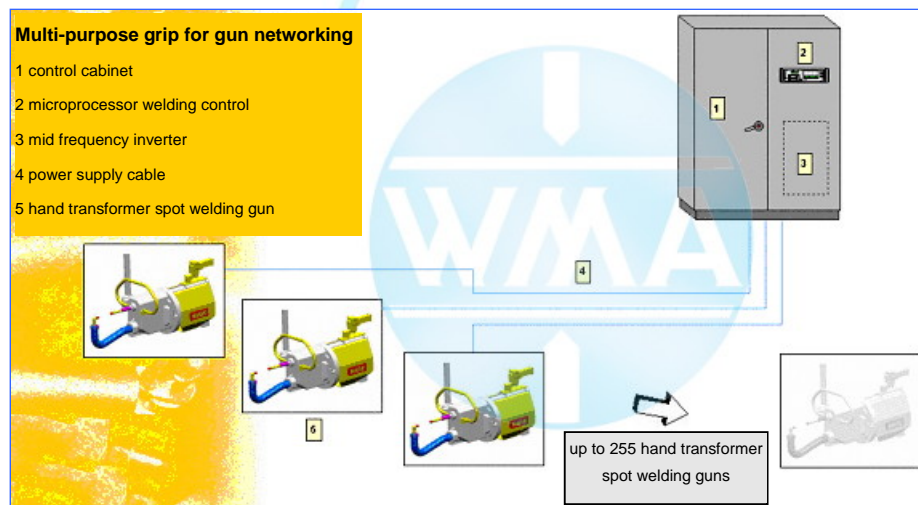 Multi-purpose grip for gun networking
1 control cabinet
2 microprocessor welding control
3 mid frequency inverter
4 power supply cable
5 hand transformer spot welding gun
2
1
3
WMA
4
6
up to 255 hand transformer
spot welding guns